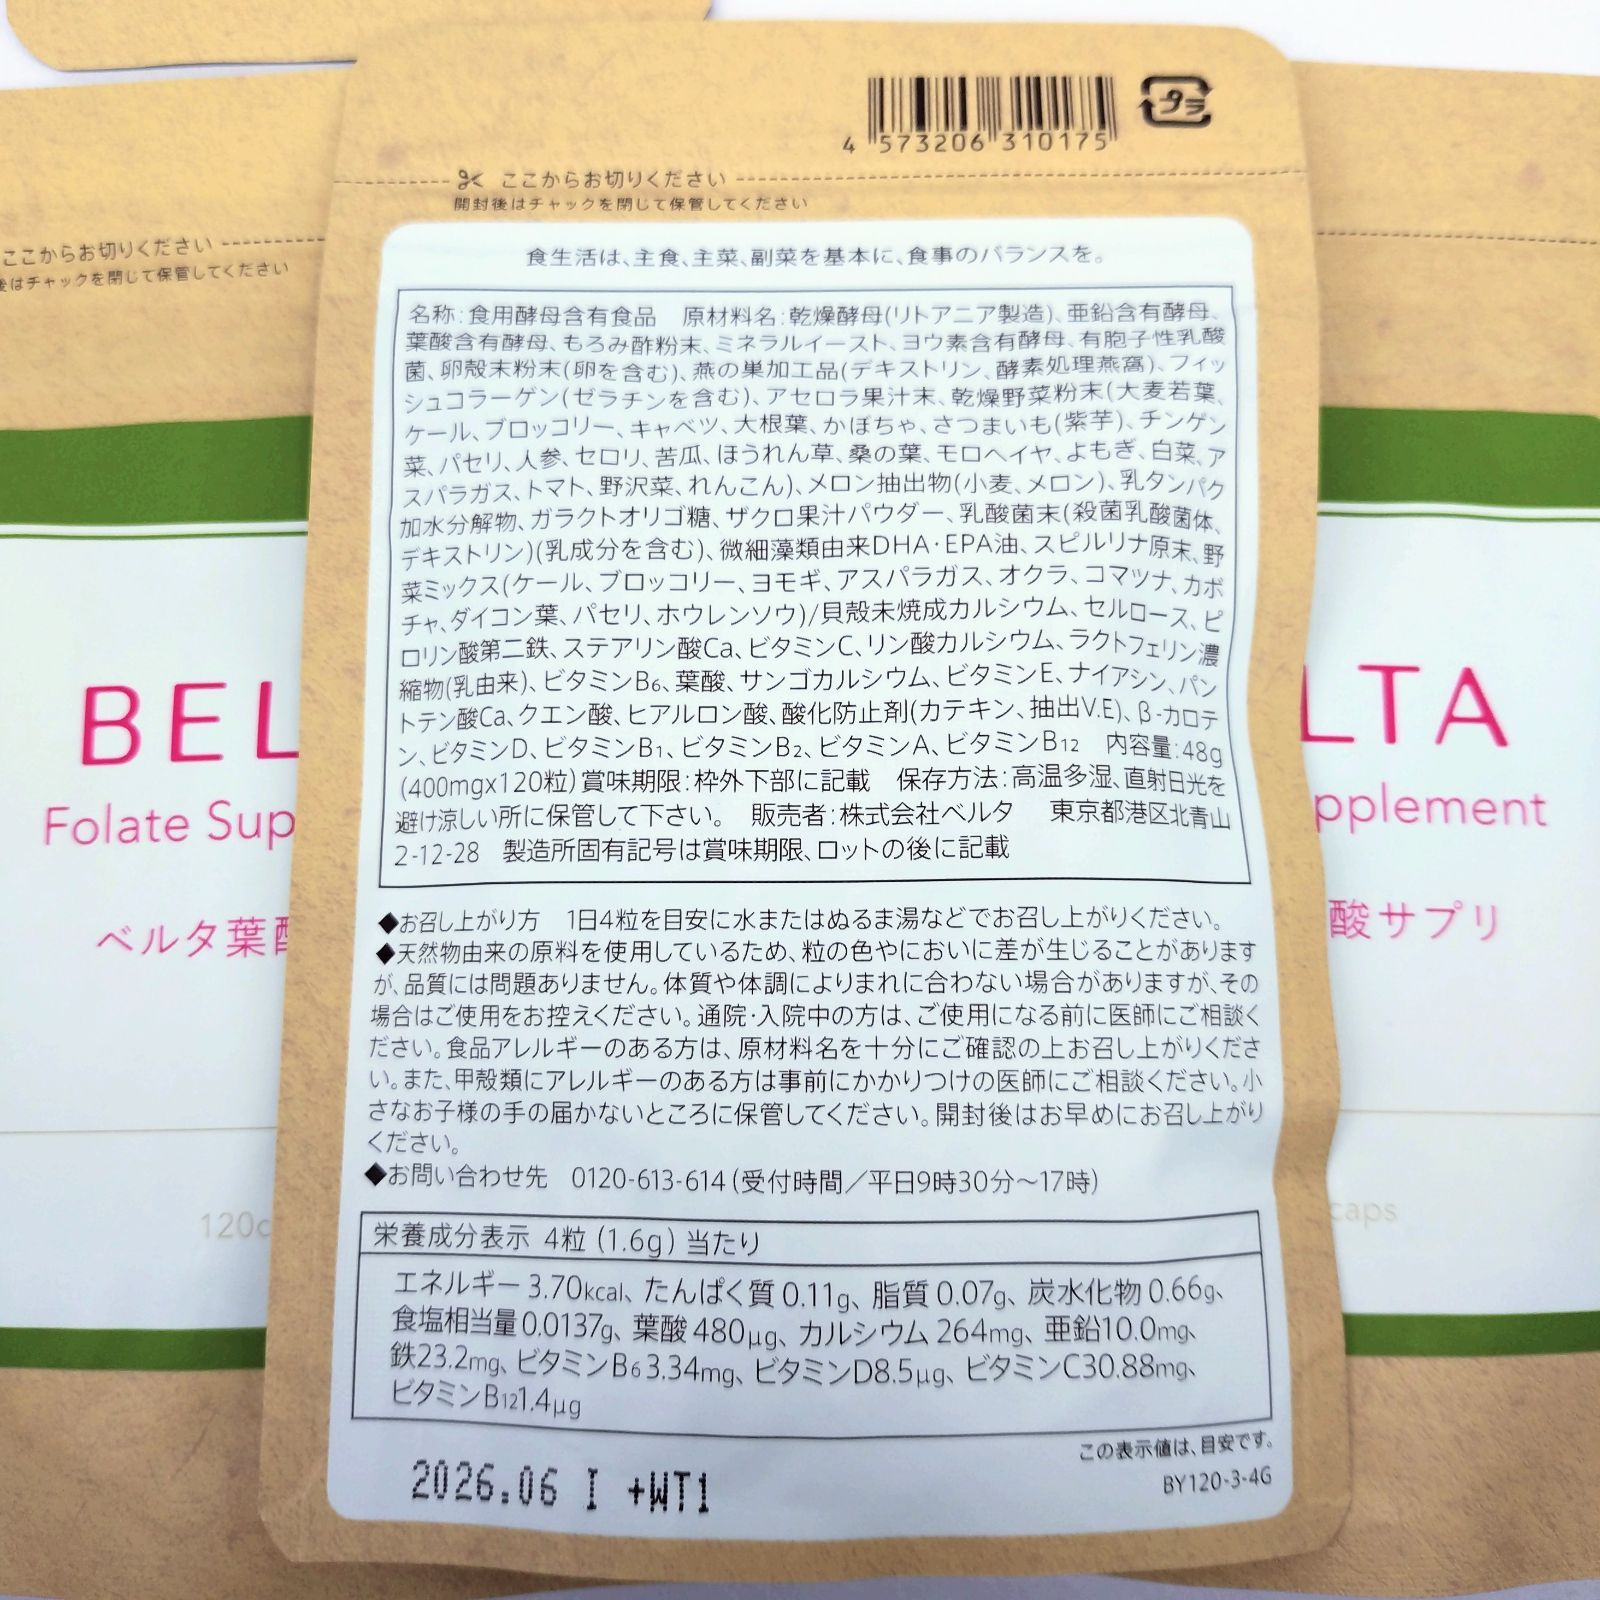 4 573206 310175
プラ
ここからお切りください
開封後はチャックを閉じて保管してください
ここからお切りください
後はチャックを閉じて保管してください
食生活は、主食、主菜、副菜を基本に、食事のバランスを。
名称:食用酵母含有食品 原材料名:乾燥酵母(リトアニア製造)、亜鉛含有酵母、
葉酸含有酵母、もろみ酢粉末、ミネラルイースト、ヨウ素含有酵母、有胞子性乳酸
菌、卵殻末粉末(卵を含む)、燕の巣加工品(デキストリン、酵素処理燕窩)、フィッ
シュコラーゲン(ゼラチンを含む)、アセロラ果汁末、乾燥野菜粉末(大麦若葉、
ケール、ブロッコリー、キャベツ、大根葉、かぼちゃ、さつまいも(紫芋)、チンゲン
菜、パセリ、人参、セロリ、苦瓜、ほうれん草、桑の葉、モロヘイヤ、よもぎ、白菜、ア
スパラガス、トマト、野沢菜、れんこん)、メロン抽出物(小麦、メロン)、乳タンパク
加水分解物、ガラクトオリゴ糖、ザクロ果汁パウダー、乳酸菌末(殺菌乳酸菌体、
デキストリン)(乳成分を含む)、微細藻類由来DHA・EPA油、スピルリナ原末、野
菜ミックス(ケール、ブロッコリー、ヨモギ、アスパラガス、オクラ、コマツナ、カボ
チャ、ダイコン葉、パセリ、ホウレンソウ)/貝殻未焼成カルシウム、セルロース、ピ
ロリン酸第二鉄、ステアリン酸Ca、ビタミンC、リン酸カルシウム、ラクトフェリン濃
縮物(乳由来)、ビタミンB6、葉酸、サンゴカルシウム、ビタミンE、ナイアシン、パン
トテン酸Ca、クエン酸、ヒアルロン酸、酸化防止剤(カテキン、抽出V.E)、β-カロテ
ン、ビタミンD、ビタミンB1、ビタミンB2、ビタミンA、ビタミンB12 内容量:48g
(400mgx120粒) 賞味期限:枠外下部に記載 保存方法:高温多湿、直射日光を
避け涼しい所に保管して下さい。 販売者:株式会社ベルタ 東京都港区北青山
2-12-28 製造所固有記号は賞味期限、ロットの後に記載
◆お召し上がり方 1日4粒を目安に水またはぬるま湯などでお召し上がりください。
◆天然物由来の原料を使用しているため、粒の色やにおいに差が生じることがあります
が、品質には問題ありません。体質や体調によりまれに合わない場合がありますが、その
場合はご使用をお控えください。通院・入院中の方は、ご使用になる前に医師にご相談く
ださい。食品アレルギーのある方は、原材料名を十分にご確認の上お召し上がりくださ
い。また、甲殻類にアレルギーのある方は事前にかかりつけの医師にご相談ください。小
さなお子様の手の届かないところに保管してください。開封後はお早めにお召し上がり
ください。
◆お問い合わせ先 0120-613-614 (受付時間/平日9時30分〜17時)
栄養成分表示 4粒 (1.6g) 当たり
エネルギー 3.70kcal、たんぱく質 0.11g、脂質 0.07g、炭水化物 0.66g、
食塩相当量 0.0137g、葉酸 480μg、カルシウム 264mg、亜鉛10.0mg、
鉄23.2mg、ビタミンB6 3.34mg、ビタミンD8.5μg、ビタミンC30.88mg、
ビタミンB12 1.4μg
この表示値は、目安です。
BY120-3-4G
2026.06 I +WT1
BEL
Folate Sup
ベルタ葉酸
120c
LTA
pplement
酸サプリ
caps